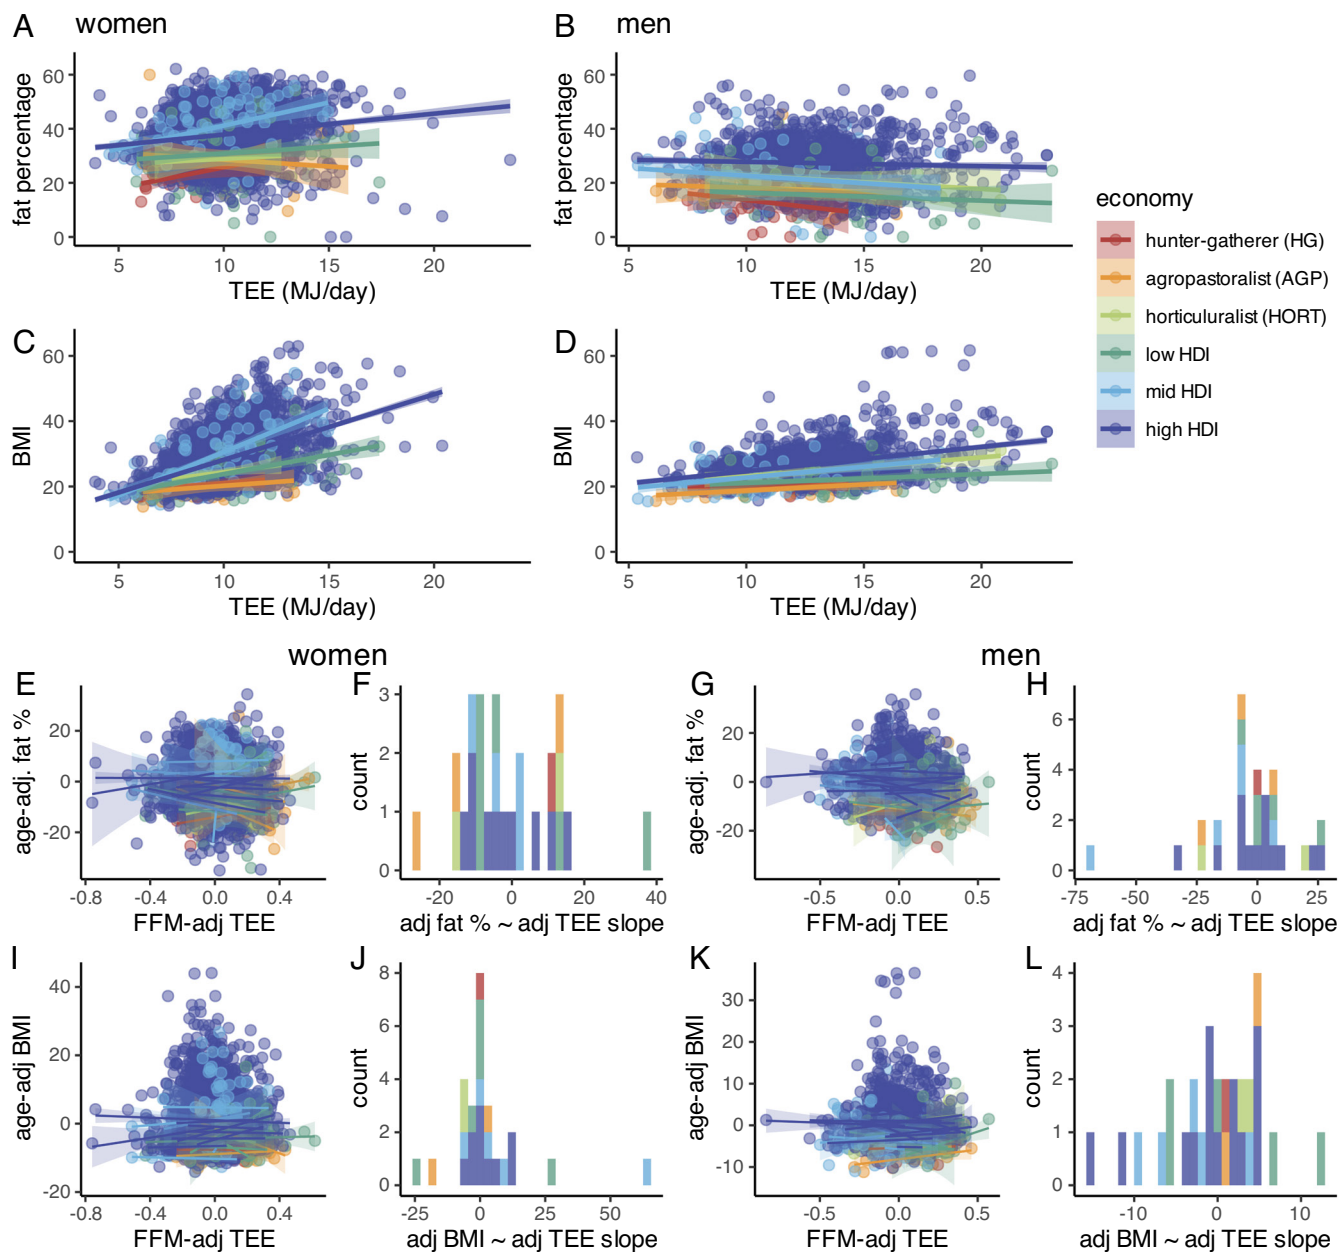 A women
B men
fat percentage
60
40
20
0
5 10 15 20
TEE (MJ/day)
fat percentage
60
40
20
0
5 10 15 20
TEE (MJ/day)
economy
hunter-gatherer (HG)
agropastoralist (AGP)
horticuluralist (HORT)
low HDI
mid HDI
high HDI
C
BMI
60
40
20
0
5 10 15 20
TEE (MJ/day)
D
BMI
60
40
20
0
5 10 15 20
TEE (MJ/day)
women
men
E
age-adj. fat %
20
0
-20
-0.8 -0.4 0.0 0.4
FFM-adj TEE
F
count
3
2
1
0
-20 0 20 40
adj fat % ~ adj TEE slope
G
age-adj. fat %
20
0
-20
-0.5 0.0 0.5
FFM-adj TEE
H
count
6
4
2
0
-75 -50 -25 0 25
adj fat % ~ adj TEE slope
I
age-adj BMI
40
20
0
-20
-0.8 -0.4 0.0 0.4
FFM-adj TEE
J
count
8
6
4
2
0
-25 0 25 50
adj BMI ~ adj TEE slope
K
age-adj BMI
30
20
10
0
-10
-0.5 0.0 0.5
FFM-adj TEE
L
count
4
3
2
1
0
-10 0 10
adj BMI ~ adj TEE slope